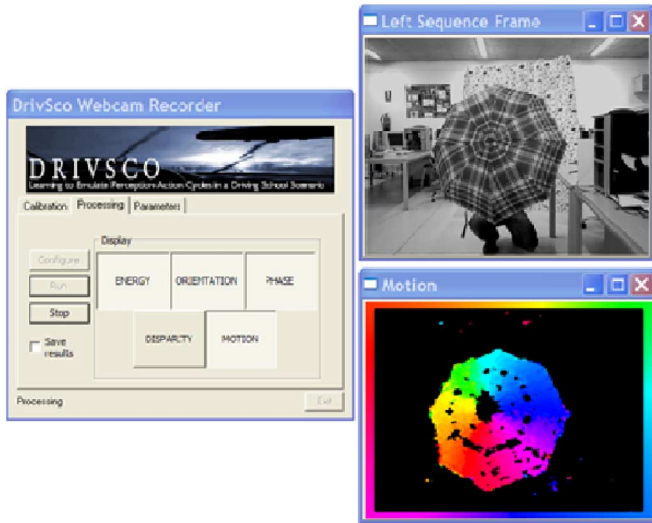 DrivSco Webcam Recorder
DRIVSCO
Learning to Emulate Perception-Action Cycles in a Driving School Scenario
Calibration Processing Parameters
Display
Configure
Run
Stop
Save
results
ENERGY ORIENTATION PHASE
DISPARITY MOTION
Processing
Exit
Left Sequence Frame
Motion